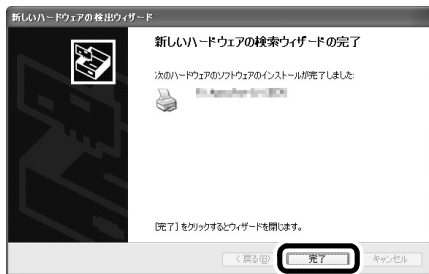 新しいハードウェアの検出ウィザード
新しいハードウェアの検索ウィザードの完了
次のハードウェアのソフトウェアのインストールが完了しました:
[完了] をクリックするとウィザードを閉じます。
< 戻る(B)
完了
キャンセル